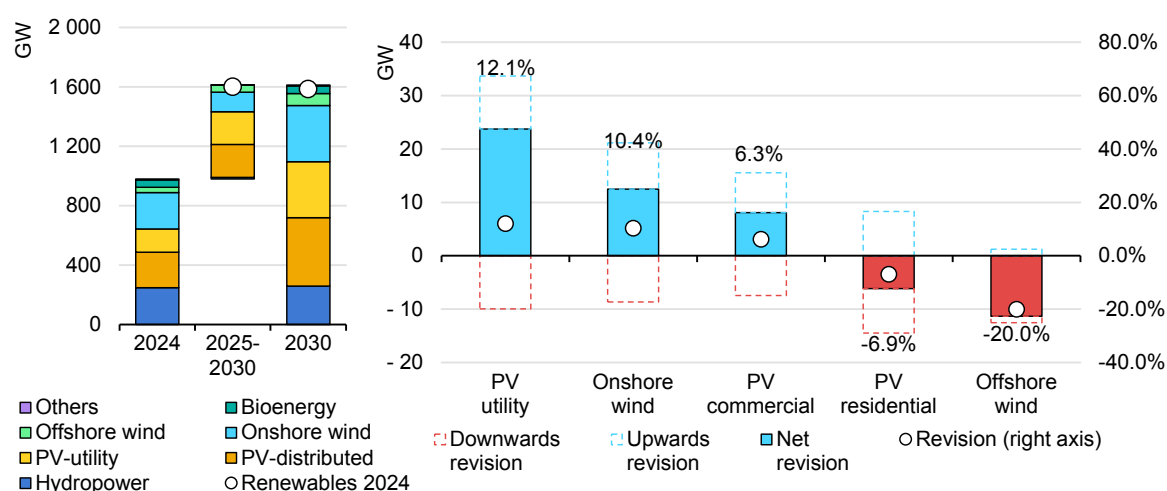 GW
2 000
1 600
1 200
800
400
0
2024
2025-
2030
2030
Others
Bioenergy
Offshore wind
Onshore wind
PV-utility
PV-distributed
Hydropower
Renewables 2024
GW
40
30
20
10
0
- 10
- 20
80.0%
60.0%
40.0%
20.0%
0.0%
-20.0%
-40.0%
12.1%
10.4%
6.3%
-6.9%
-20.0%
PV
utility
Onshore
wind
PV
commercial
PV
residential
Offshore
wind
Downwards
revision
Upwards
revision
Net
revision
Revision (right axis)